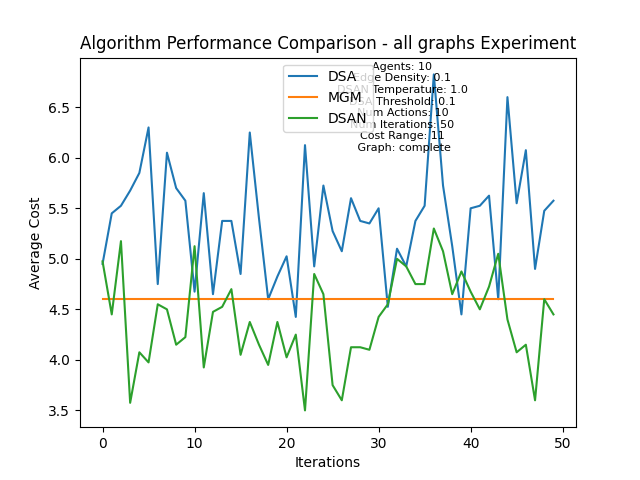 Algorithm Performance Comparison - all graphs Experiment
Average Cost
6.5
6.0
5.5
5.0
4.5
4.0
3.5
DSA
MGM
DSAN
Agents: 10
Edge Density: 0.1
DSAN Temperature: 1.0
DSA Threshold: 0.1
Num Actions: 10
Num Iterations: 50
Cost Range: 11
Graph: complete
0 10 20 30 40 50
Iterations